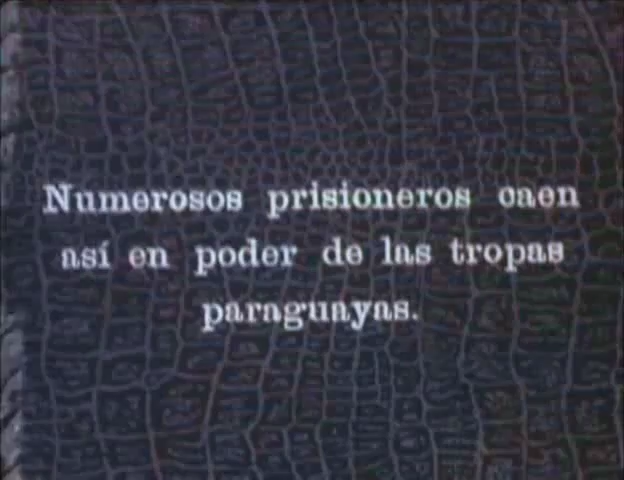 Numerosos prisioneros caen
así en poder de las tropas
paraguayas.